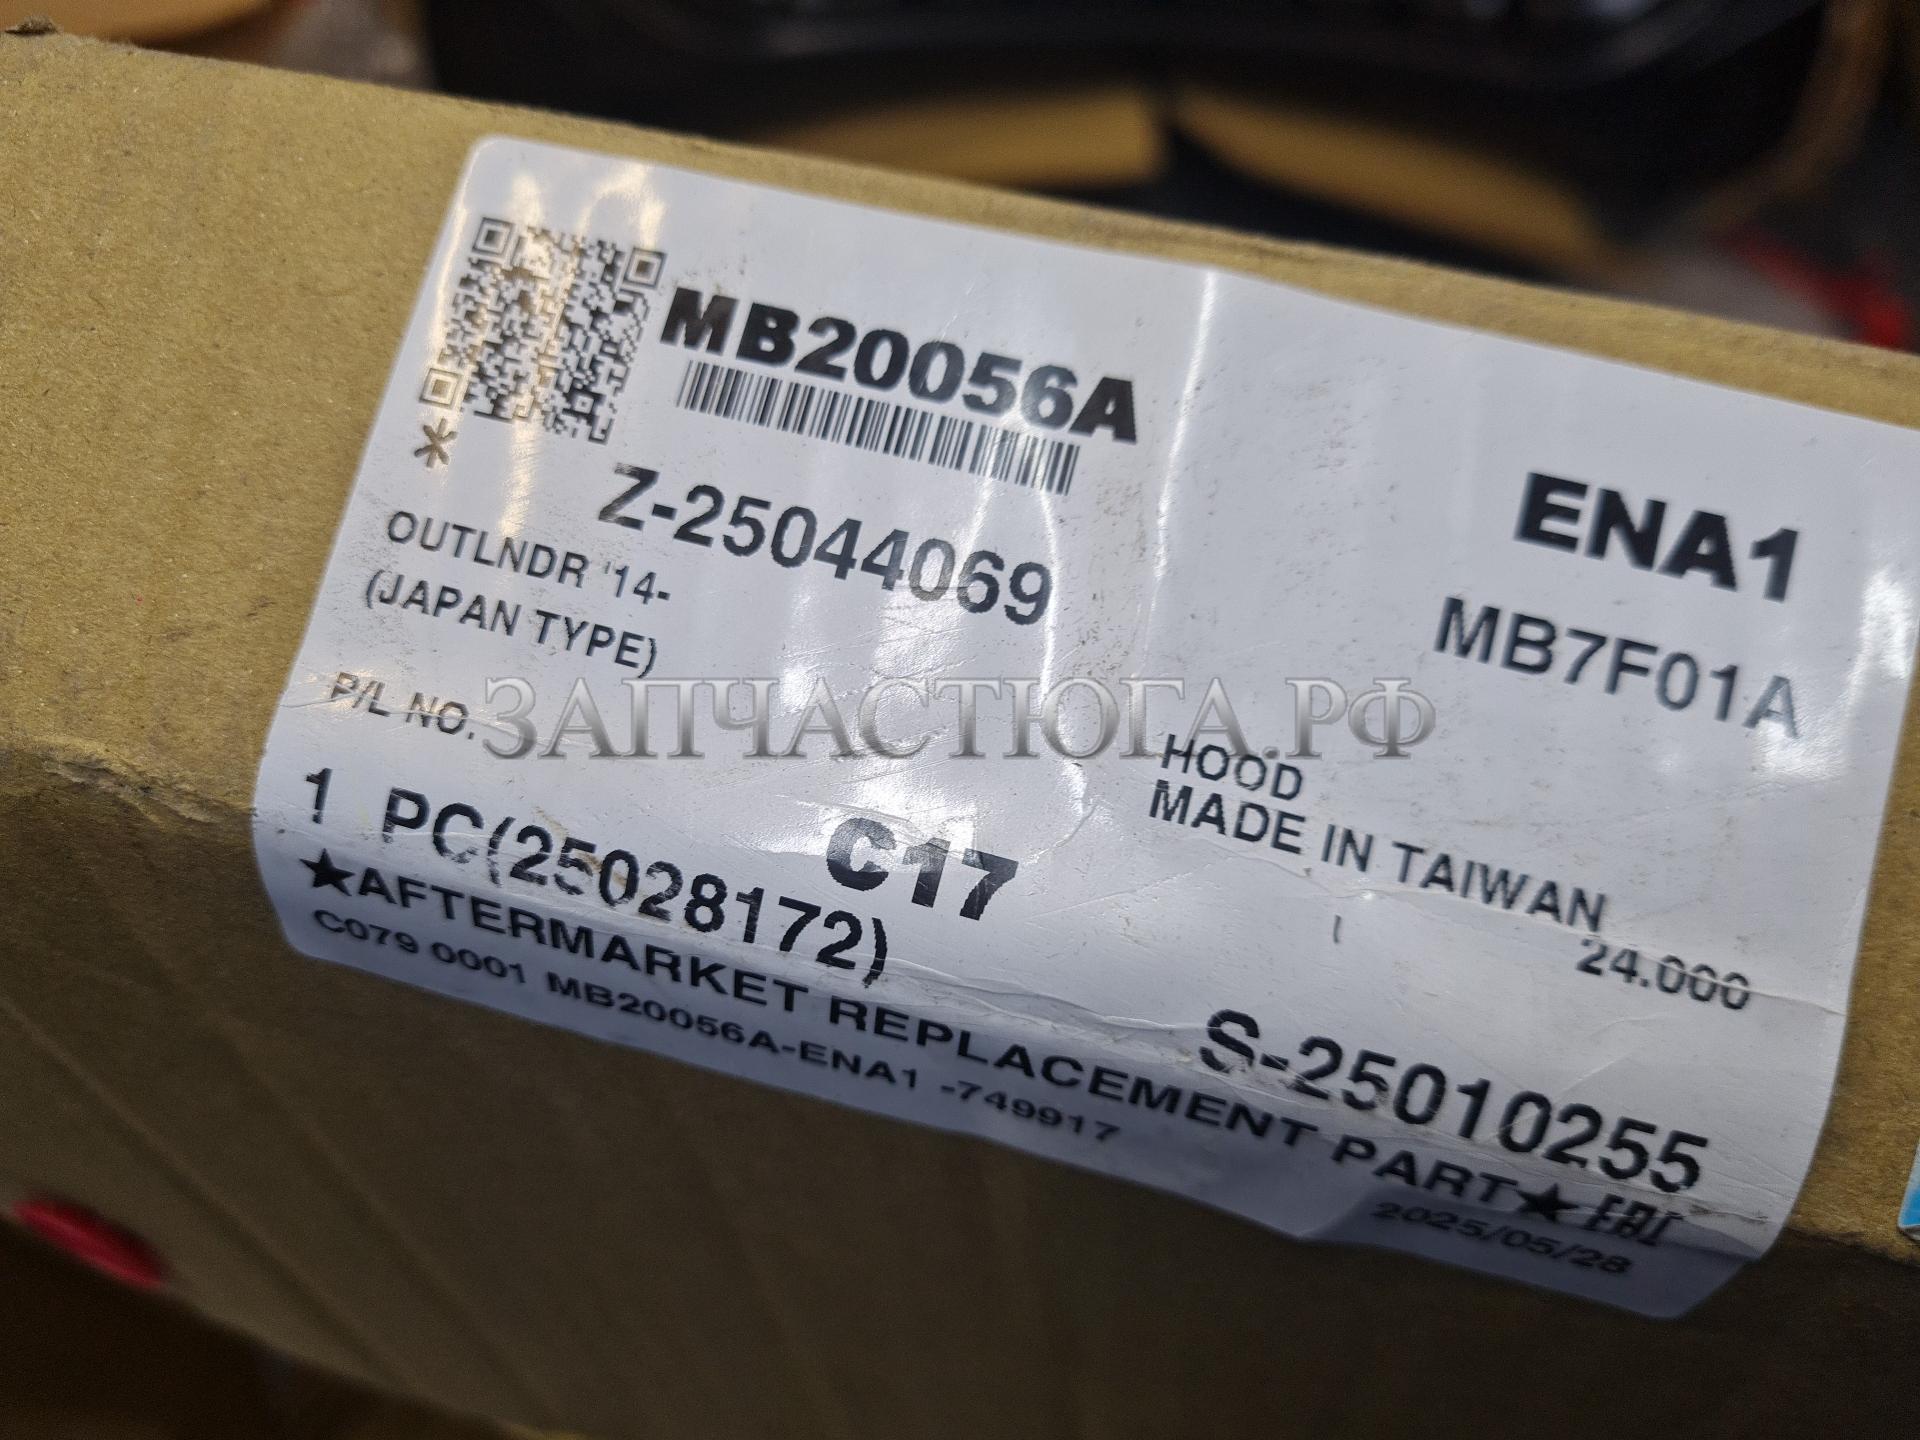 MB20056A
ENA1
* Z-25044069
MB7F01A
OUTLNDR '14-
(JAPAN TYPE)
P/L NO.
ЗАПЧАСТЮГА.РФ
HOOD
MADE IN TAIWAN
1 PC(25028172)
C17
24.000
S-25010255
★AFTERMARKET REPLACEMENT PART★ EAC
C079 0001 MB20056A-ENA1 -749917
2025/05/28